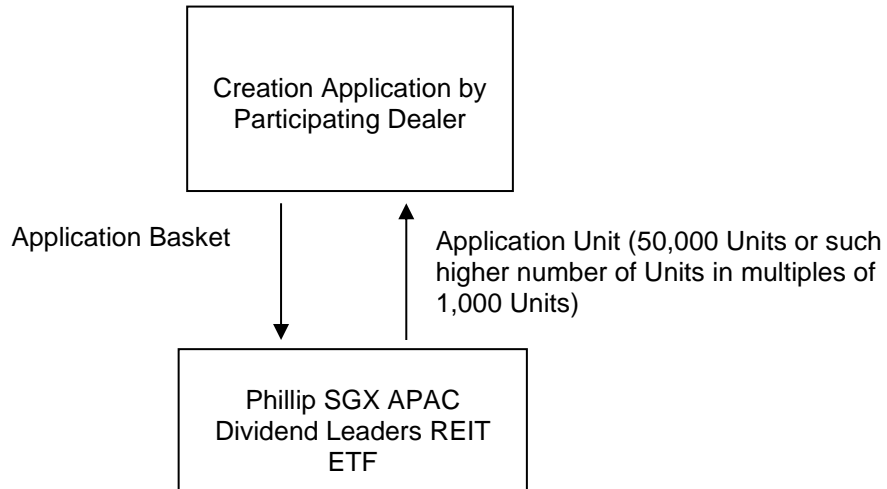 Creation Application by
Participating Dealer
Application Basket
Application Unit (50,000 Units or such
higher number of Units in multiples of
1,000 Units)
Phillip SGX APAC
Dividend Leaders REIT
ETF